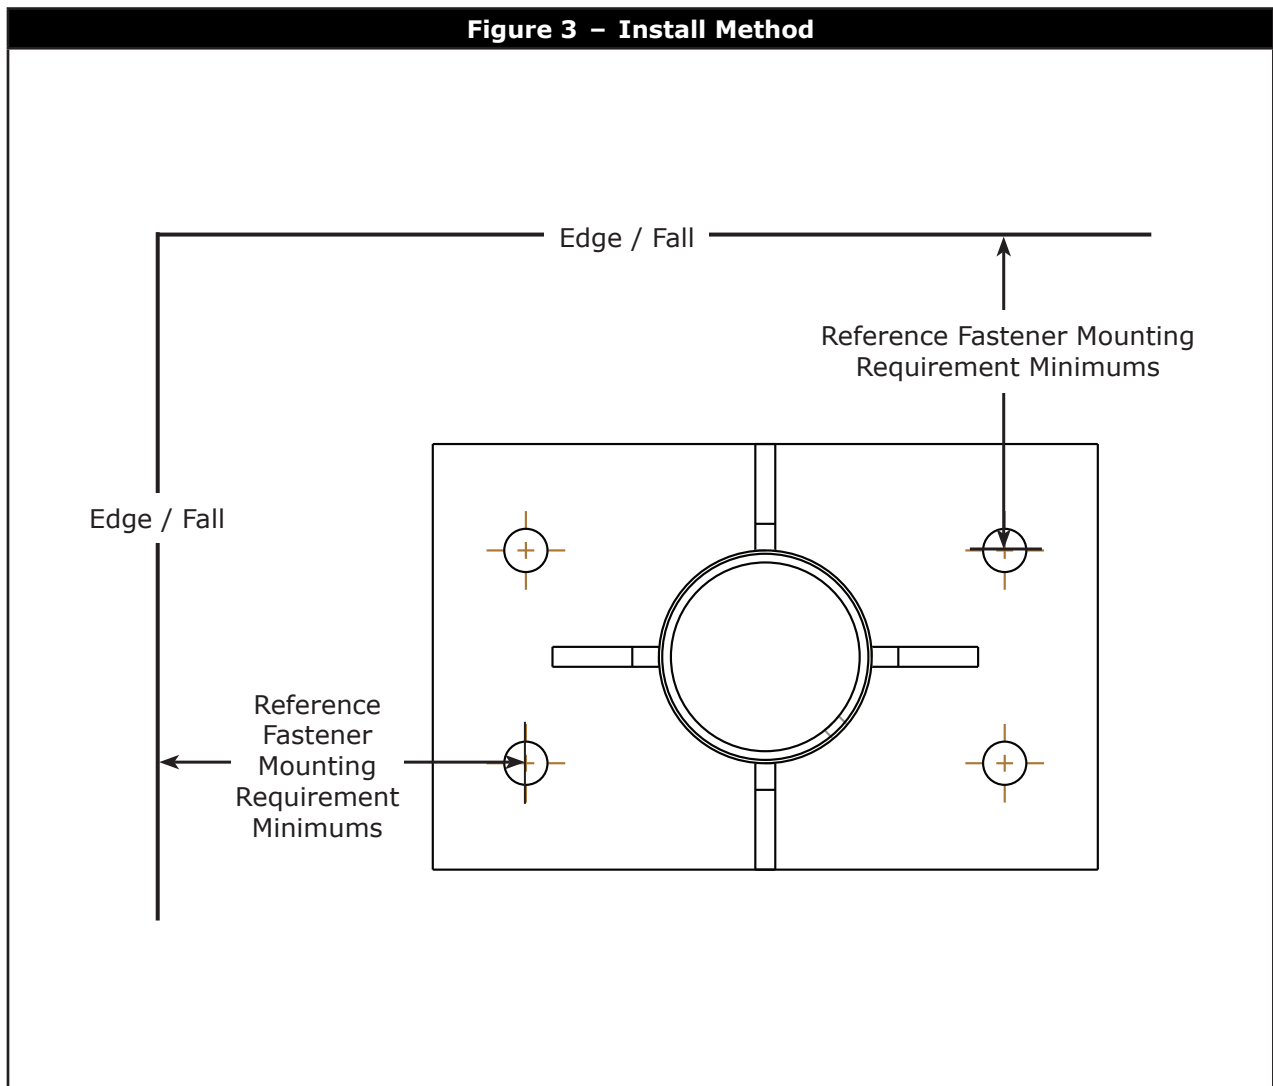 Figure 3 – Install Method
Edge / Fall
Reference Fastener Mounting
Requirement Minimums
Edge / Fall
Reference
Fastener
Mounting
Requirement
Minimums